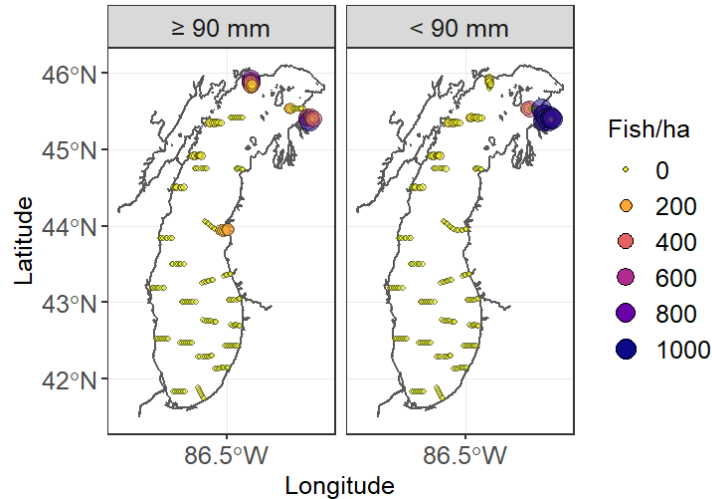 ≥ 90 mm
< 90 mm
46°N
45°N
44°N
43°N
42°N
Latitude
86.5°W
86.5°W
Longitude
Fish/ha
0
200
400
600
800
1000